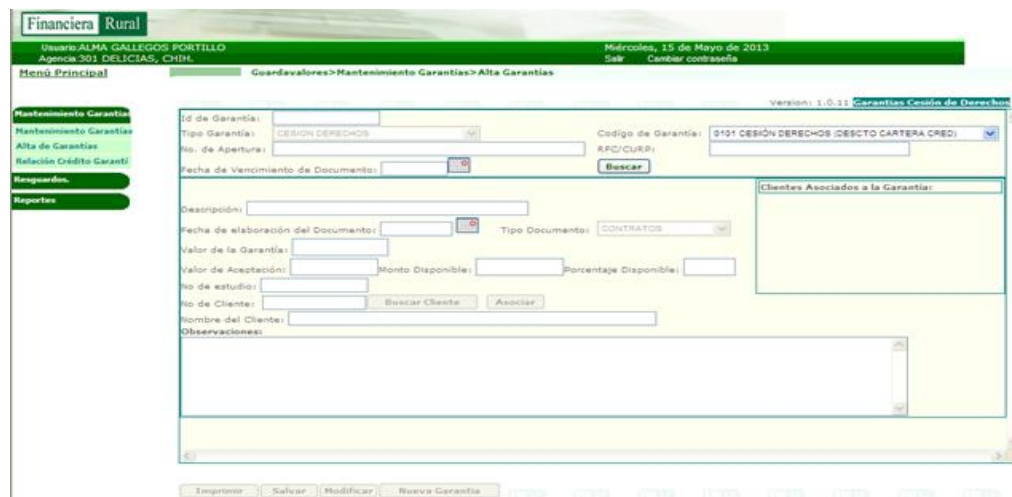 Financiera Rural
Usuario:ALMA GALLEGOS PORTILLO
Miércoles, 15 de Mayo de 2013
Agencia:301 DELICIAS, CHIH.
Salir Cambiar contraseña
Menú Principal
Guardavalores>Mantenimiento Garantías>Alta Garantías
Version: 1.0.11 Garantías Cesión de Derechos
Mantenimiento Garantías
Mantenimiento Garantías
Alta de Garantías
Relación Crédito Garantí
Resguardos.
Reportes
Id de Garantía:
Tipo Garantía: CESION DERECHOS Codigo de Garantía: 0101 CESIÓN DERECHOS (DESCTO CARTERA CRED)
No. de Apertura: RFC/CURP:
Fecha de Vencimiento de Documento: Buscar
Clientes Asociados a la Garantía:
Descripción:
Fecha de elaboración del Documento: Tipo Documento: CONTRATOS
Valor de la Garantía:
Valor de Aceptación: Monto Disponible: Porcentaje Disponible:
No de estudio:
No de Cliente: Buscar Cliente Asociar
Nombre del Cliente:
Observaciones:
Imprimir Salvar Modificar Nueva Garantia